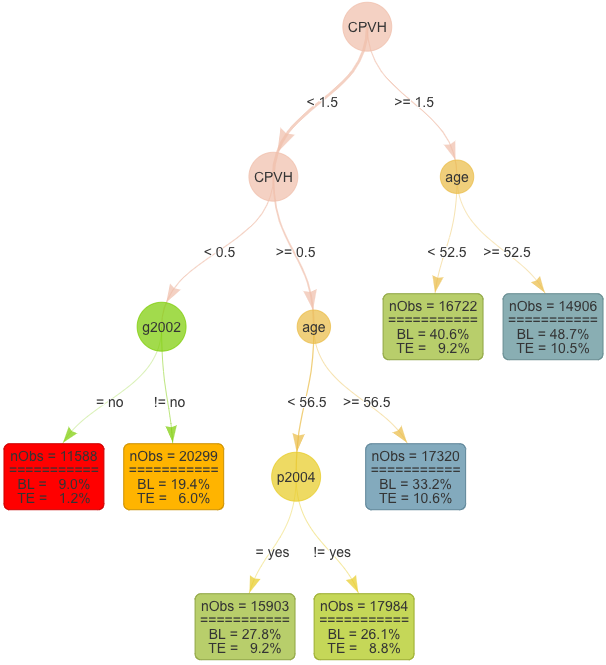 CPVH
< 1.5
>= 1.5
CPVH
age
< 0.5
>= 0.5
< 52.5
>= 52.5
g2002
age
nObs = 16722
===========
BL = 40.6%
TE = 9.2%
nObs = 14906
===========
BL = 48.7%
TE = 10.5%
= no
!= no
< 56.5
>= 56.5
nObs = 11588
===========
BL = 9.0%
TE = 1.2%
nObs = 20299
===========
BL = 19.4%
TE = 6.0%
p2004
nObs = 17320
===========
BL = 33.2%
TE = 10.6%
= yes
!= yes
nObs = 15903
===========
BL = 27.8%
TE = 9.2%
nObs = 17984
===========
BL = 26.1%
TE = 8.8%